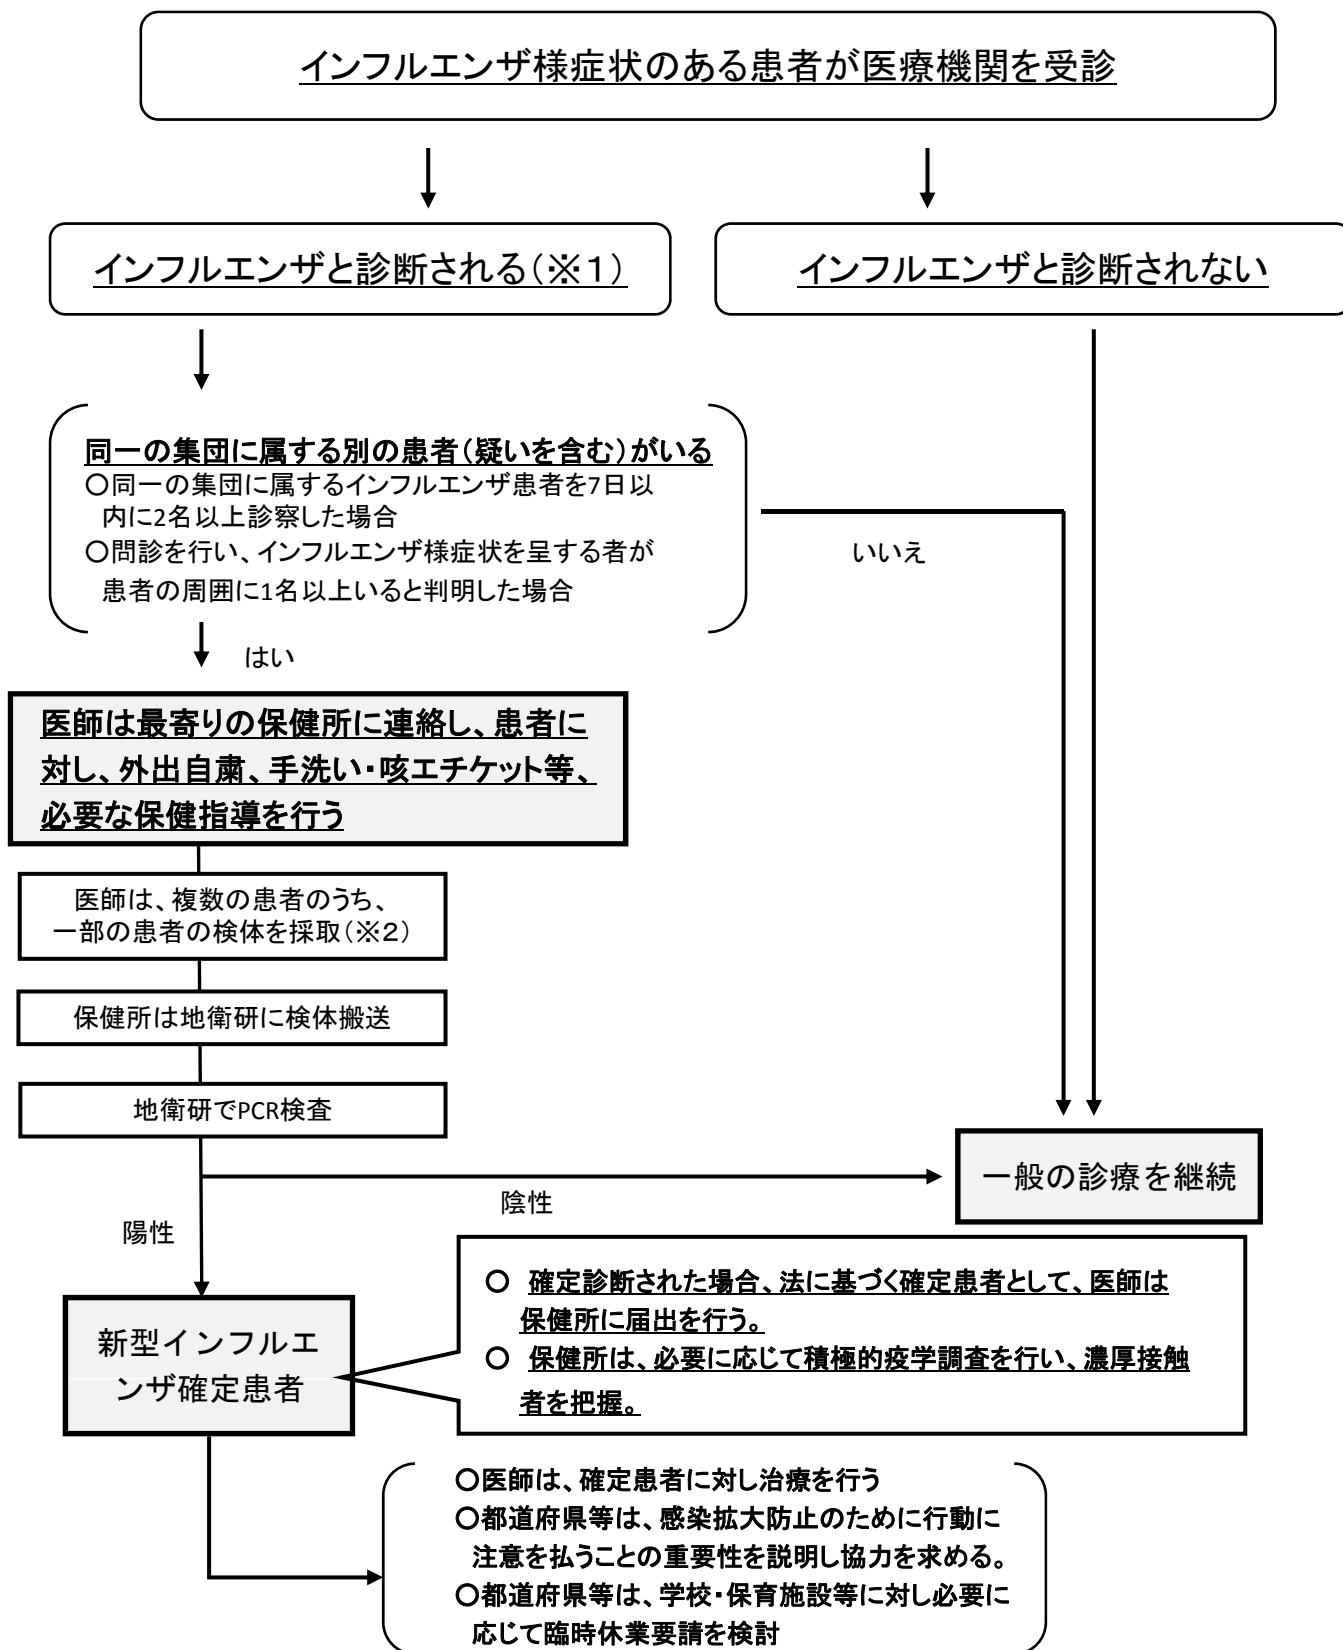 インフルエンザ様症状のある患者が医療機関を受診
インフルエンザと診断される(※1)
インフルエンザと診断されない
同一の集団に属する別の患者(疑いを含む)がいる
○同一の集団に属するインフルエンザ患者を7日以
内に2名以上診察した場合
○問診を行い、インフルエンザ様症状を呈する者が
患者の周囲に1名以上いると判明した場合
いいえ
はい
医師は最寄りの保健所に連絡し、患者に
対し、外出自粛、手洗い・咳エチケット等、
必要な保健指導を行う
医師は、複数の患者のうち、
一部の患者の検体を採取(※2)
保健所は地衛研に検体搬送
地衛研でPCR検査
一般の診療を継続
陰性
陽性
○ 確定診断された場合、法に基づく確定患者として、医師は
保健所に届出を行う。
○ 保健所は、必要に応じて積極的疫学調査を行い、濃厚接触
者を把握。
新型インフルエ
ンザ確定患者
○医師は、確定患者に対し治療を行う
○都道府県等は、感染拡大防止のために行動に
注意を払うことの重要性を説明し協力を求める。
○都道府県等は、学校・保育施設等に対し必要に
応じて臨時休業要請を検討